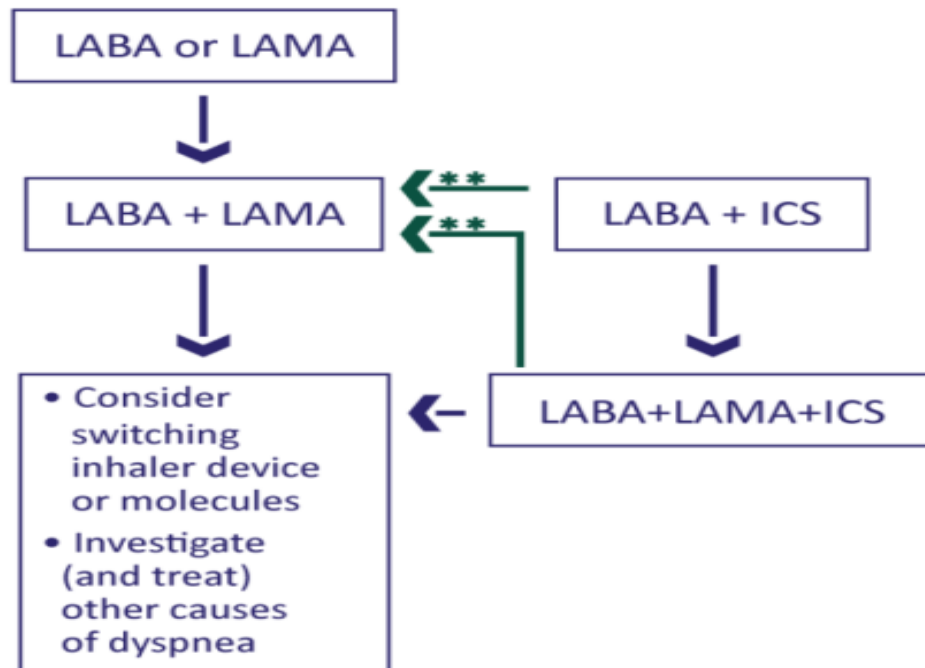 LABA or LAMA
LABA + LAMA
**
**
LABA + ICS
LABA+LAMA+ICS
• Consider
switching
inhaler device
or molecules
• Investigate
(and treat)
other causes
of dyspnea